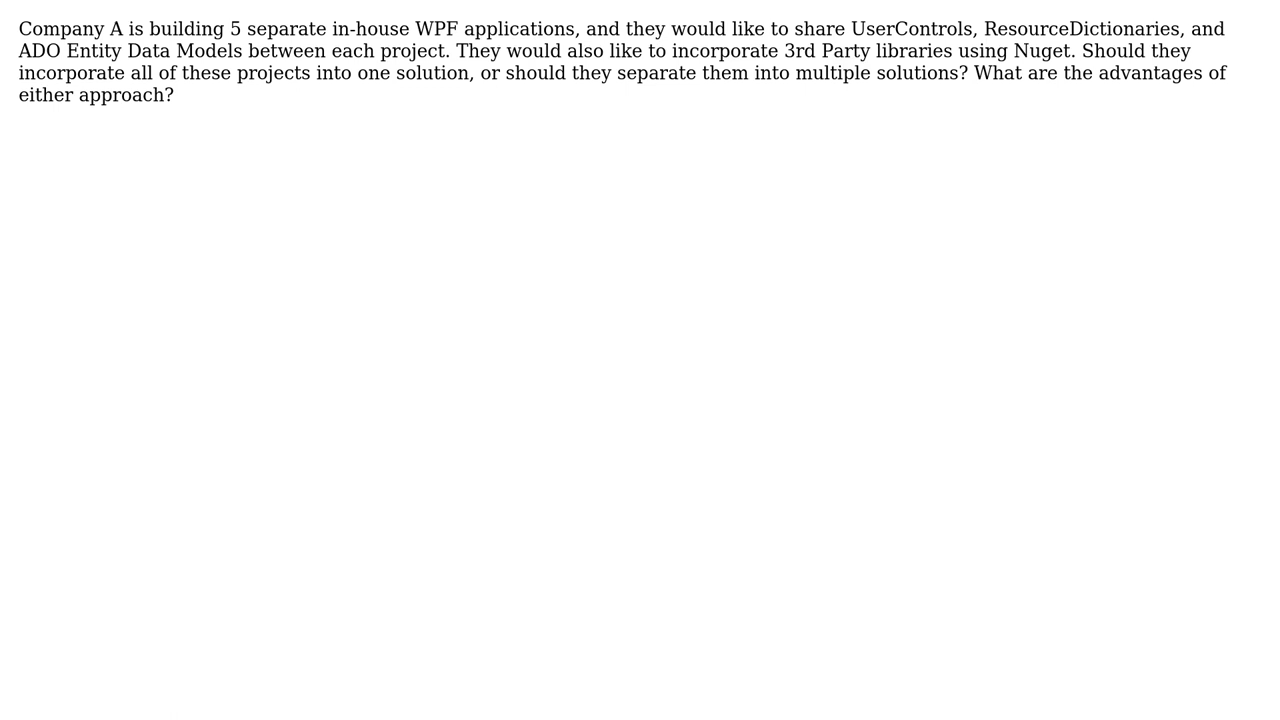 Company A is building 5 separate in-house WPF applications, and they would like to share UserControls, ResourceDictionaries, and
ADO Entity Data Models between each project. They would also like to incorporate 3rd Party libraries using Nuget. Should they
incorporate all of these projects into one solution, or should they separate them into multiple solutions? What are the advantages of
either approach?